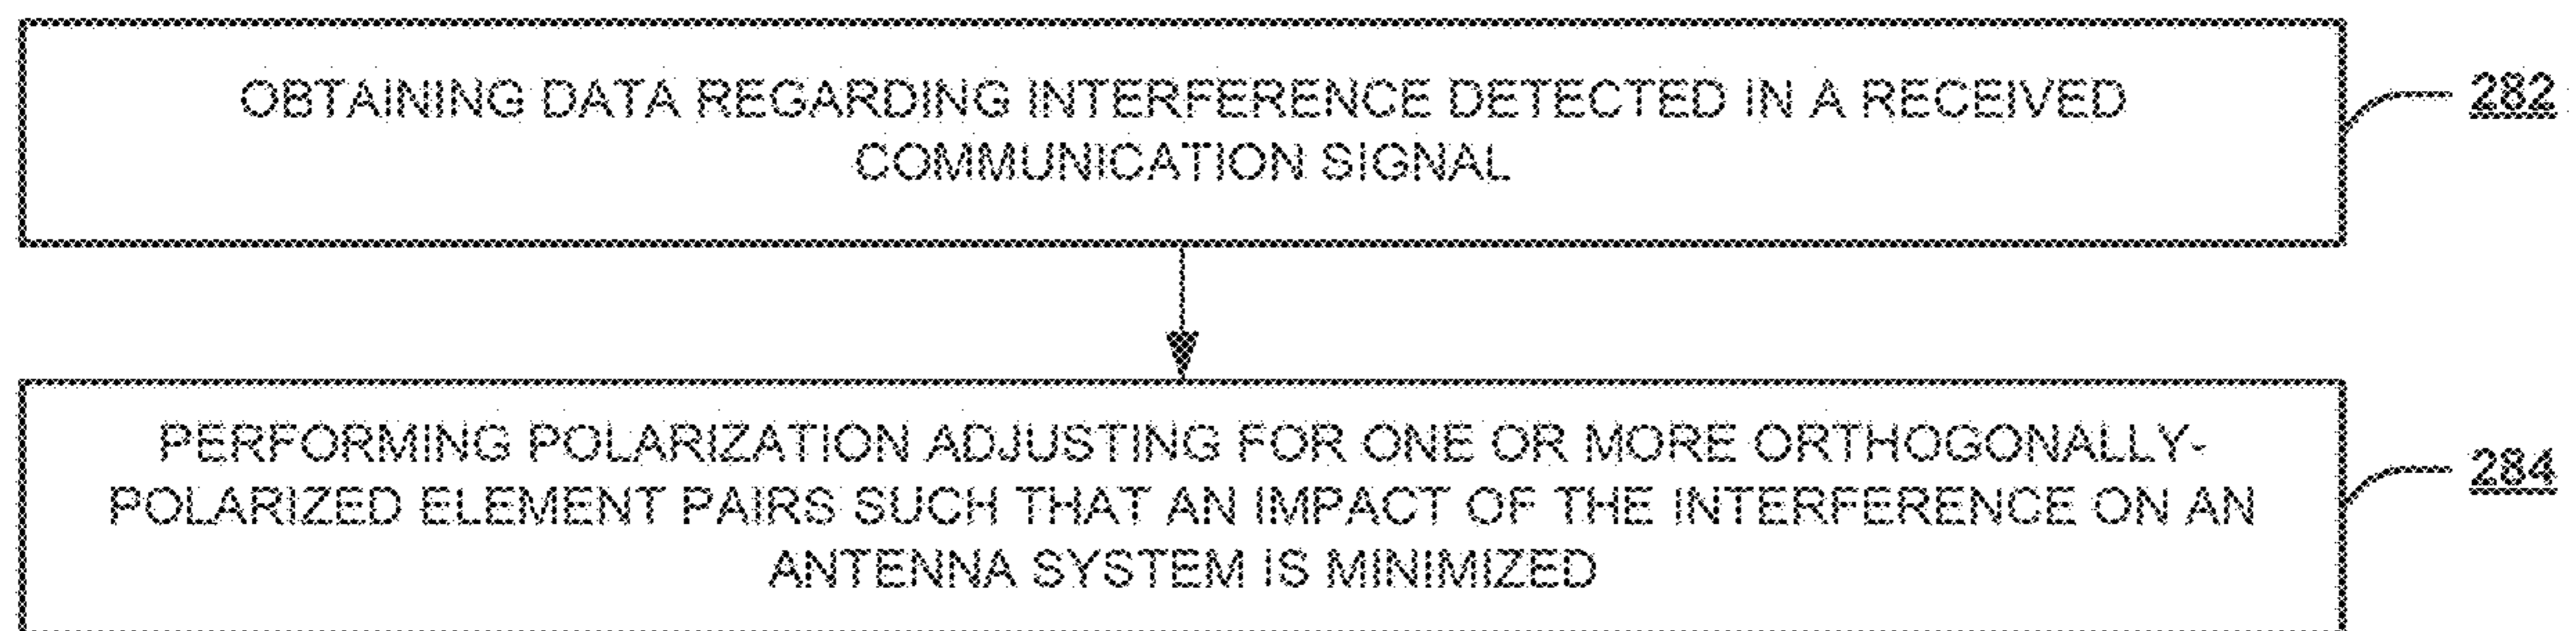 OBTAINING DATA REGARDING INTERFERENCE DETECTED IN A RECEIVED
COMMUNICATION SIGNAL
282
PERFORMING POLARIZATION ADJUSTING FOR ONE OR MORE ORTHOGONALLY-
POLARIZED ELEMENT PAIRS SUCH THAT AN IMPACT OF THE INTERFERENCE ON AN
ANTENNA SYSTEM IS MINIMIZED
284